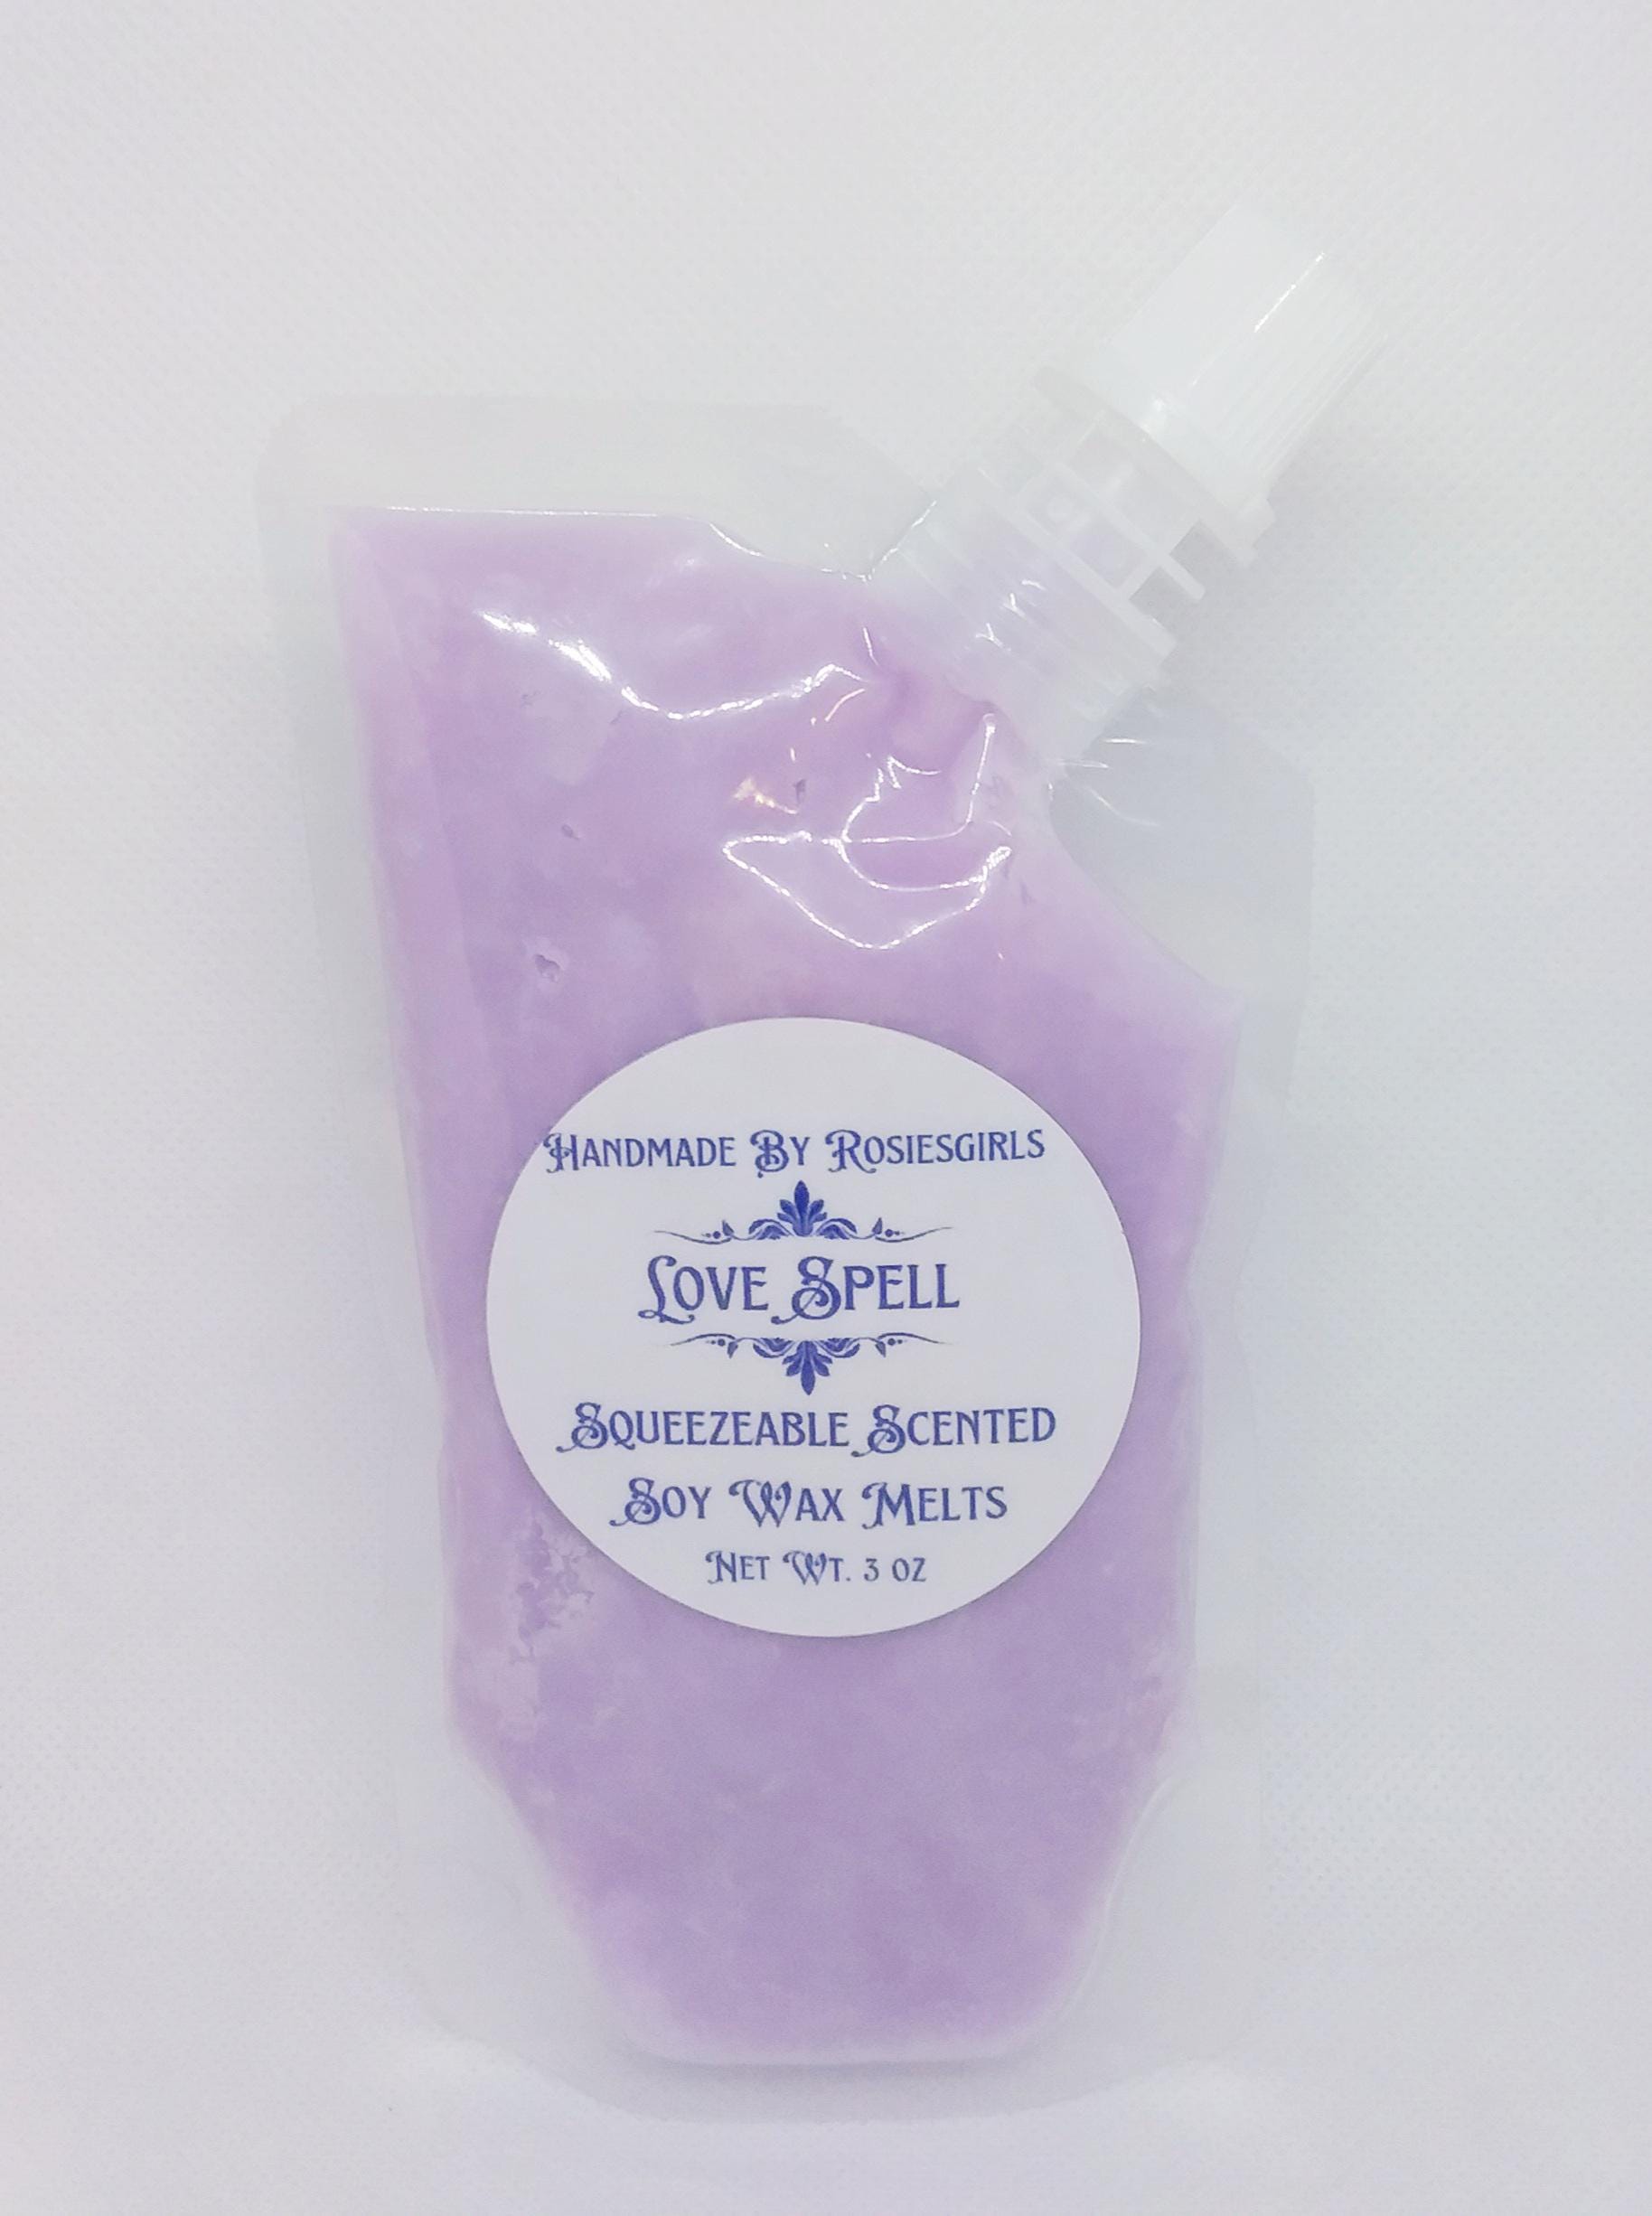 Handmade By Rosiesgirls
Love Spell
Squeezeable Scented
Soy Wax Melts
Net Wt. 3 oz